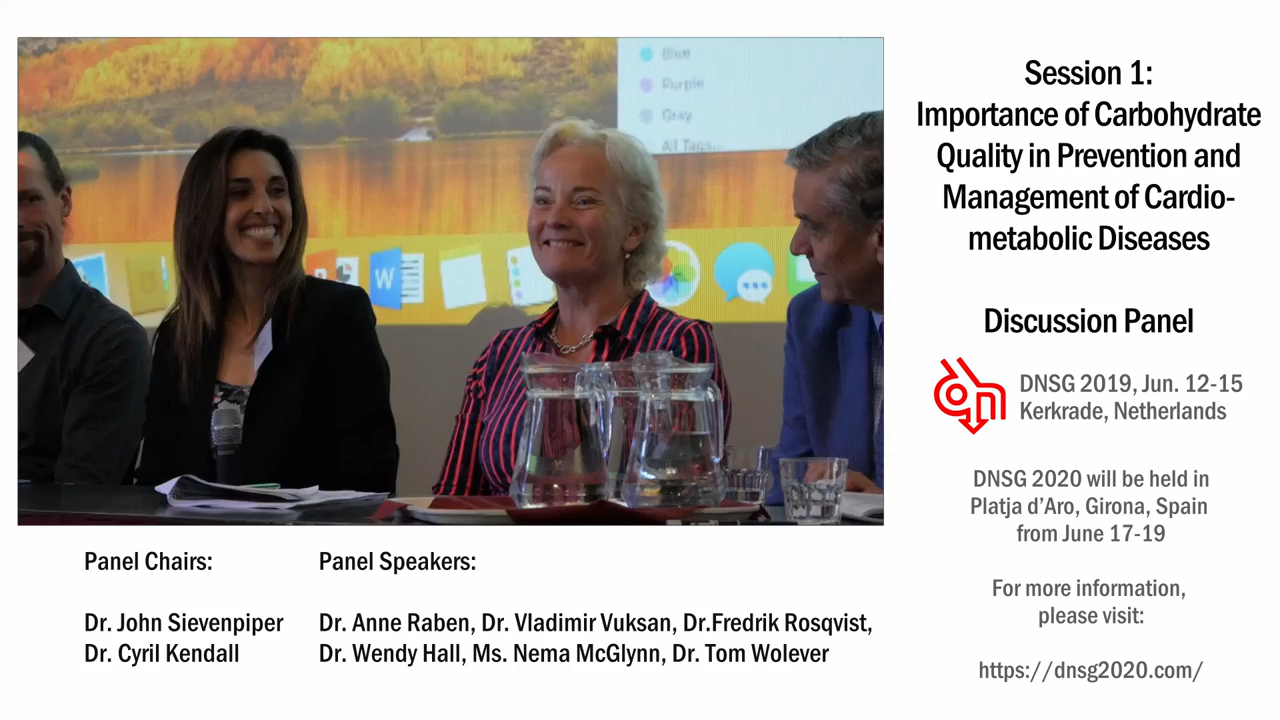 Blue
Purple
Gray
All Tags...
W
Session 1:
Importance of Carbohydrate
Quality in Prevention and
Management of Cardio-
metabolic Diseases
Discussion Panel
DNSG 2019, Jun. 12-15
Kerkrade, Netherlands
DNSG 2020 will be held in
Platja d’Aro, Girona, Spain
from June 17-19
For more information,
please visit:
https://dnsg2020.com/
Panel Chairs:
Dr. John Sievenpiper
Dr. Cyril Kendall
Panel Speakers:
Dr. Anne Raben, Dr. Vladimir Vuksan, Dr.Fredrik Rosqvist,
Dr. Wendy Hall, Ms. Nema McGlynn, Dr. Tom Wolever